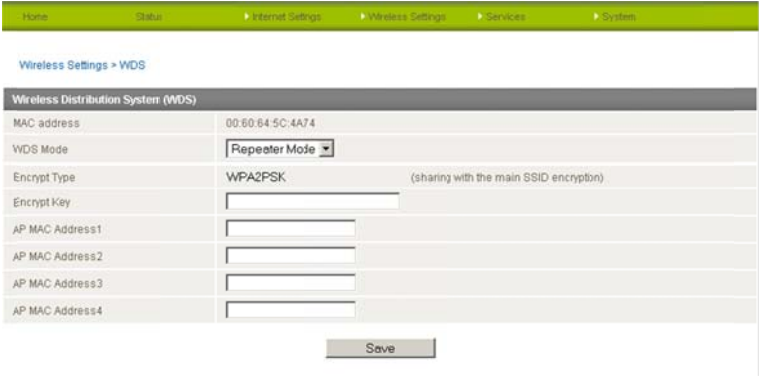 Home Status Internet Settings Wireless Settings Services System
Wireless Settings > WDS
Wireless Distribution System (WDS)
MAC address 00:60:64:5C:4A74
WDS Mode Repeater Mode
Encrypt Type WPA2PSK (sharing with the main SSID encryption)
Encrypt Key
AP MAC Address1
AP MAC Address2
AP MAC Address3
AP MAC Address4
Save